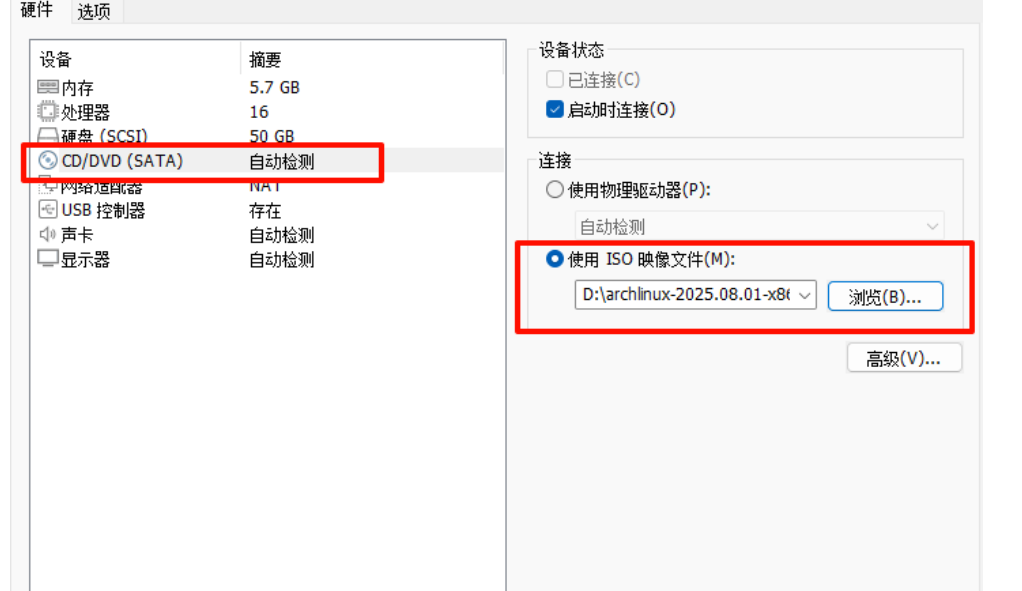 硬件 选项
设备 摘要
内存 5.7 GB
处理器 16
硬盘 (SCSI) 50 GB
CD/DVD (SATA) 自动检测
网络适配器 NAT
USB 控制器 存在
声卡 自动检测
显示器 自动检测
设备状态
已连接(C)
启动时连接(O)
连接
使用物理驱动器(P):
自动检测
使用 ISO 映像文件(M):
D:\archlinux-2025.08.01-x8 浏览(B)...
高级(V)...